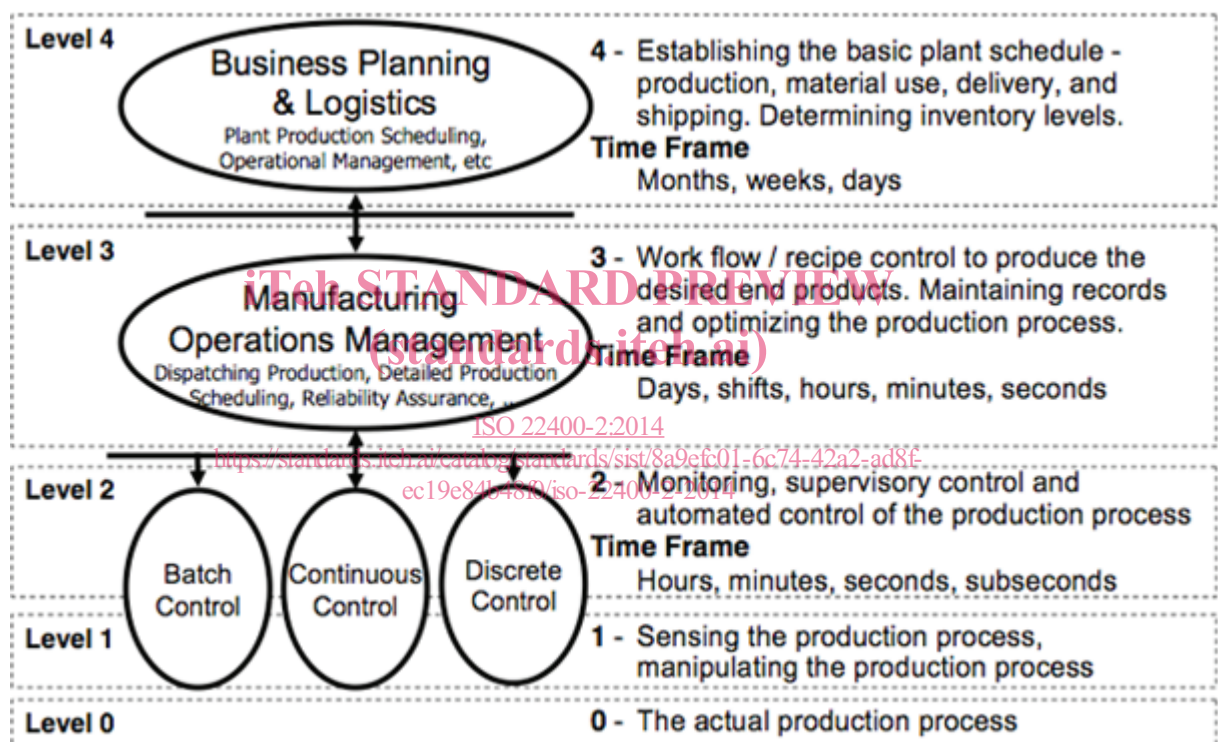 Level 4
Business Planning
& Logistics
Plant Production Scheduling,
Operational Management, etc
4 - Establishing the basic plant schedule -
production, material use, delivery, and
shipping. Determining inventory levels.
Time Frame
Months, weeks, days
Level 3
Manufacturing
Operations Management
Dispatching Production, Detailed Production
Scheduling, Reliability Assurance, ...
3 - Work flow / recipe control to produce the
desired end products. Maintaining records
and optimizing the production process.
Time Frame
Days, shifts, hours, minutes, seconds
iTeh STANDARD PREVIEW
(standards.iteh.ai)
ISO 22400-2:2014
https://standards.iteh.ai/catalog/standards/sist/8a9efc01-6c74-42a2-ad8f-
ec19e84b48f0/iso-22400-2-2014
Level 2
Batch
Control
Continuous
Control
Discrete
Control
2 - Monitoring, supervisory control and
automated control of the production process
Time Frame
Hours, minutes, seconds, subseconds
Level 1
1 - Sensing the production process,
manipulating the production process
Level 0
0 - The actual production process